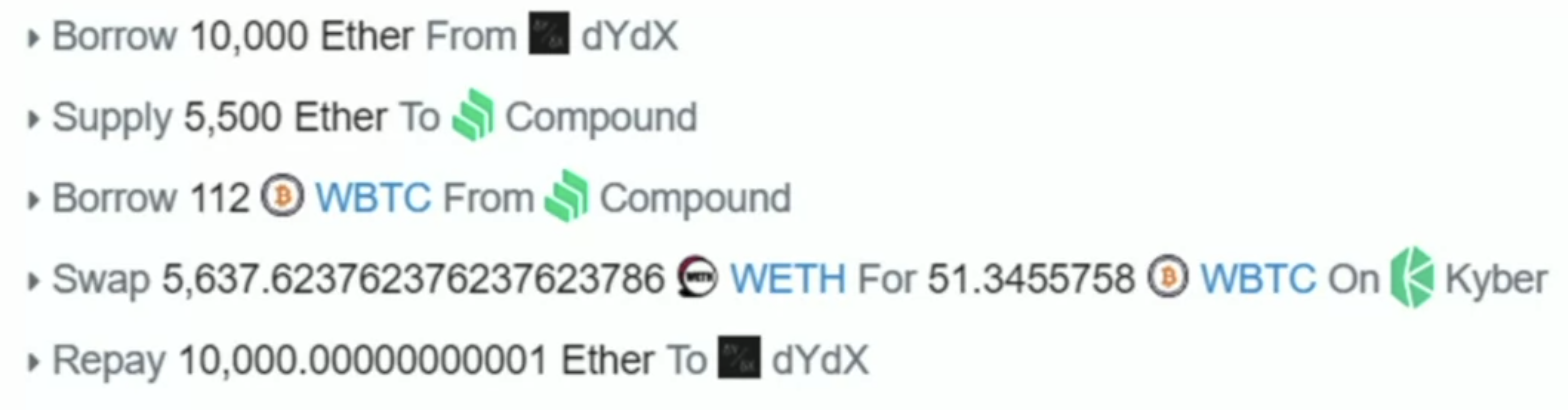 Borrow 10,000 Ether From dYdX
Supply 5,500 Ether To Compound
Borrow 112 WBTC From Compound
Swap 5,637.623762376237623786 WETH For 51.3455758 WBTC On Kyber
Repay 10,000.00000000001 Ether To dYdX